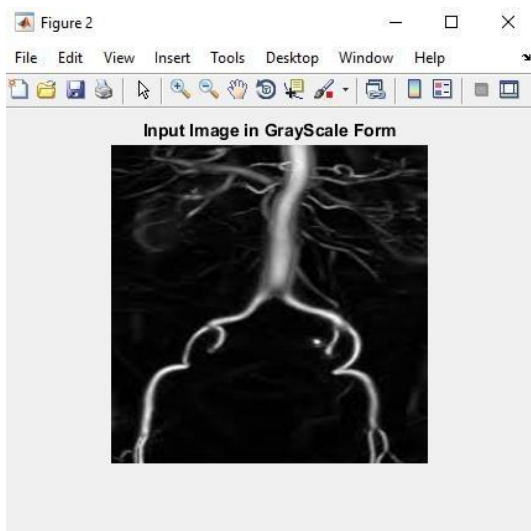 Figure 2
File Edit View Insert Tools Desktop Window Help
Input Image in GrayScale Form